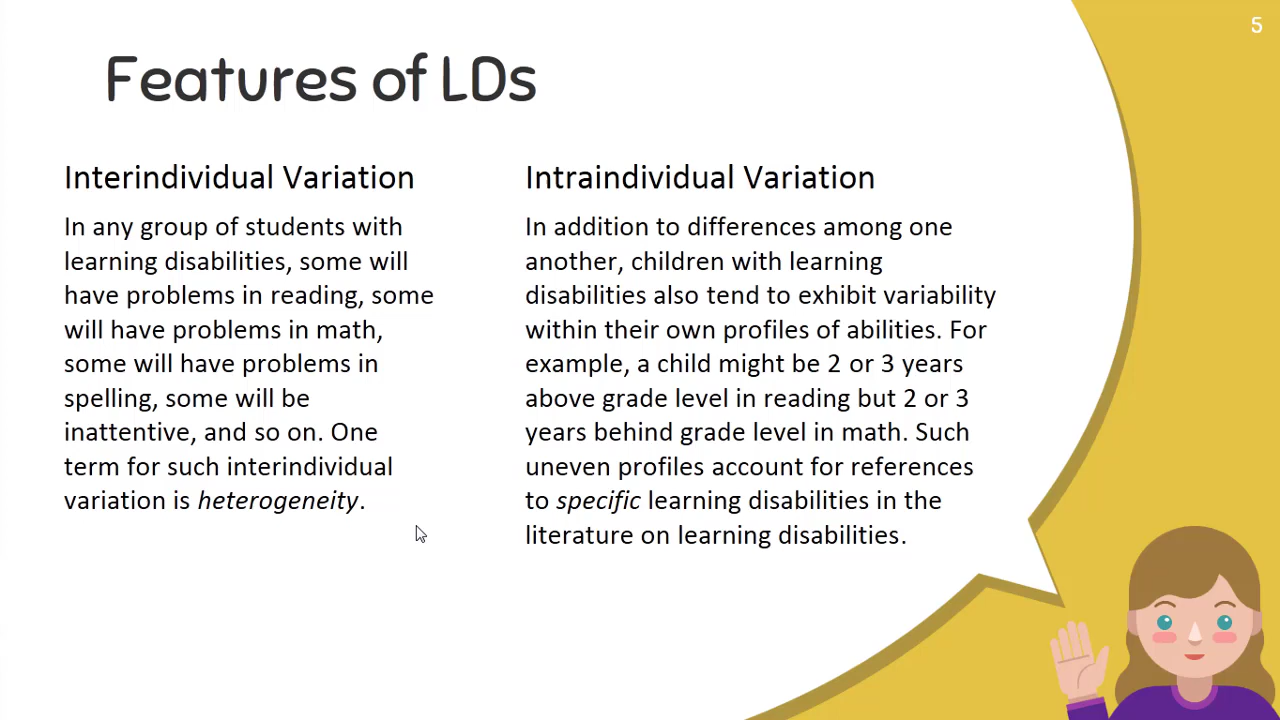 5
Features of LDs
Interindividual Variation
In any group of students with
learning disabilities, some will
have problems in reading, some
will have problems in math,
some will have problems in
spelling, some will be
inattentive, and so on. One
term for such interindividual
variation is heterogeneity.
Intraindividual Variation
In addition to differences among one
another, children with learning
disabilities also tend to exhibit variability
within their own profiles of abilities. For
example, a child might be 2 or 3 years
above grade level in reading but 2 or 3
years behind grade level in math. Such
uneven profiles account for references
to specific learning disabilities in the
literature on learning disabilities.